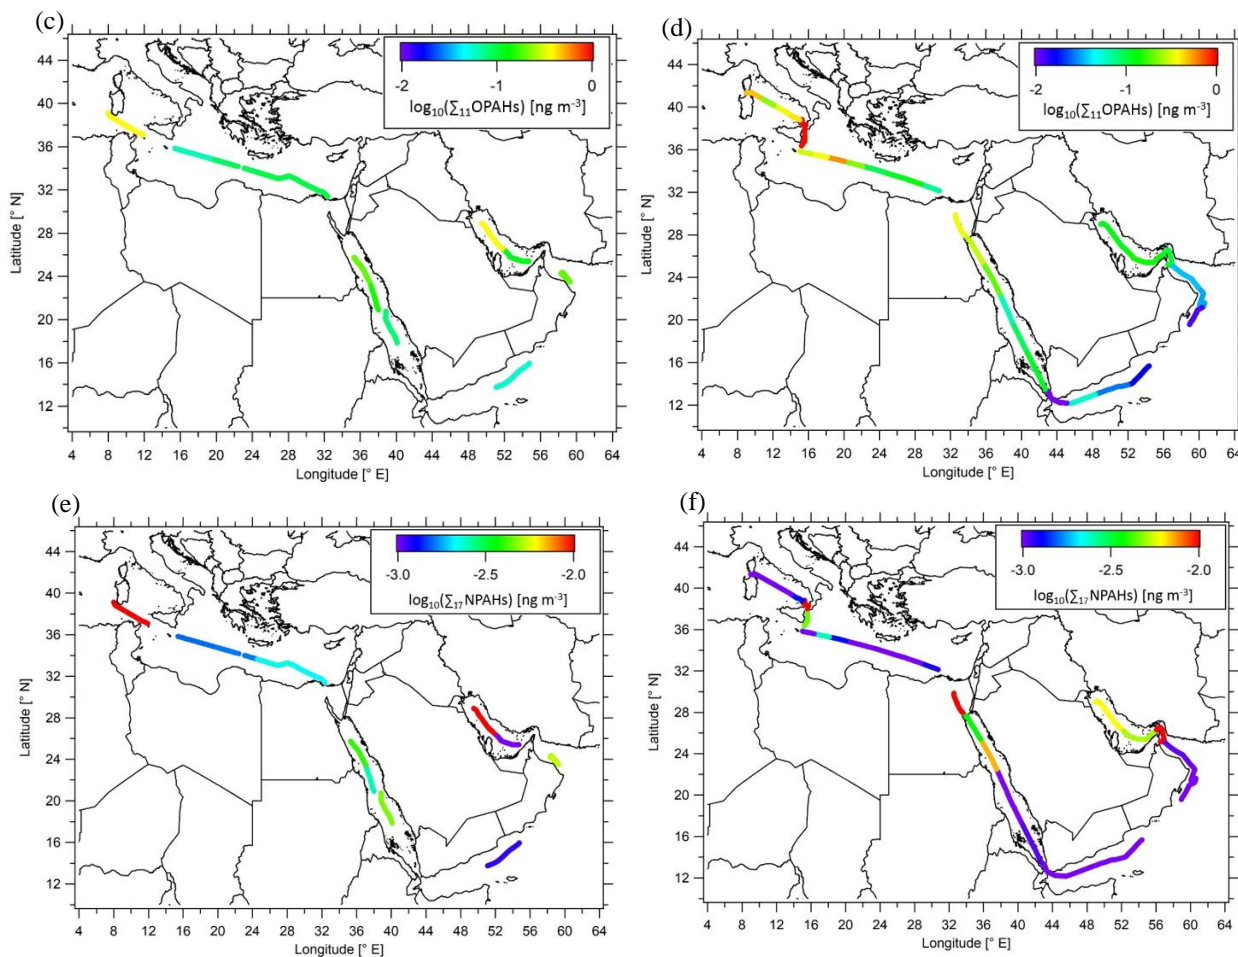 (c)
44
40
36
32
28
24
20
16
12
Latitude [° N]
4 8 12 16 20 24 28 32 36 40 44 48 52 56 60 64
Longitude [° E]
-2 -1 0
log₁₀(∑₁₁OPAHs) [ng m⁻³]
(d)
44
40
36
32
28
24
20
16
12
Latitude [° N]
4 8 12 16 20 24 28 32 36 40 44 48 52 56 60 64
Longitude [° E]
-2 -1 0
log₁₀(∑₁₁OPAHs) [ng m⁻³]
(e)
44
40
36
32
28
24
20
16
12
Latitude [° N]
4 8 12 16 20 24 28 32 36 40 44 48 52 56 60 64
Longitude [° E]
-3.0 -2.5 -2.0
log₁₀(∑₁₇NPAHs) [ng m⁻³]
(f)
44
40
36
32
28
24
20
16
12
Latitude [° N]
4 8 12 16 20 24 28 32 36 40 44 48 52 56 60 64
Longitude [° E]
-3.0 -2.5 -2.0
log₁₀(∑₁₇NPAHs) [ng m⁻³]